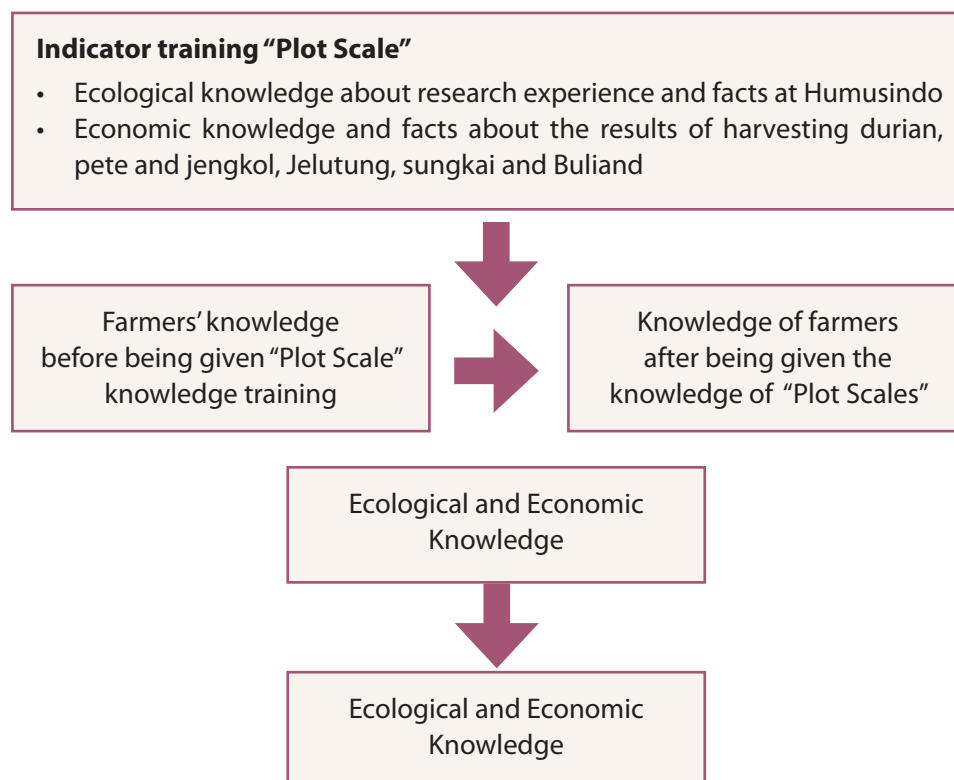 Indicator training “Plot Scale”
• Ecological knowledge about research experience and facts at Humusindo
• Economic knowledge and facts about the results of harvesting durian,
pete and jengkol, Jelutung, sungkai and Buliand
Farmers’ knowledge
before being given “Plot Scale”
knowledge training
Knowledge of farmers
after being given the
knowledge of “Plot Scales”
Ecological and Economic
Knowledge
Ecological and Economic
Knowledge